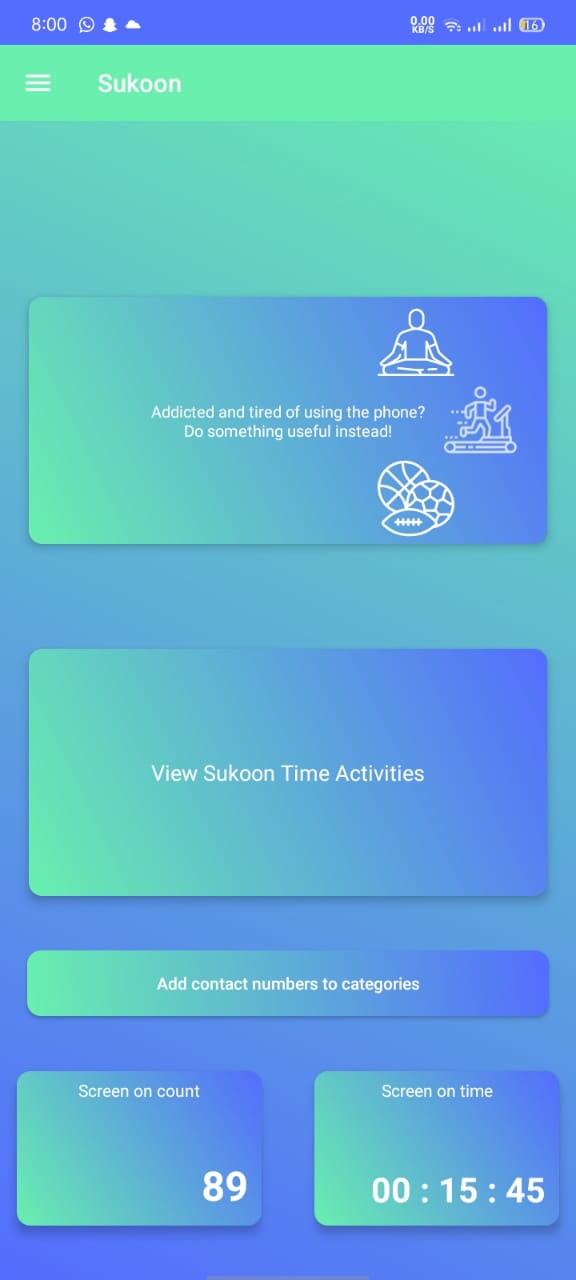 8:00
0.00
KB/S
16
Sukoon
Addicted and tired of using the phone?
Do something useful instead!
View Sukoon Time Activities
Add contact numbers to categories
Screen on count
89
Screen on time
00 : 15 : 45